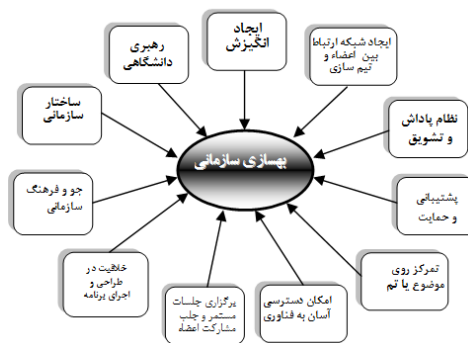 ایجاد شبکه ارتباط
بین اعضاء و
تیم سازی
ایجاد
انگیزش
رهبری
دانشگاهی
ساختار
سازمانی
نظام پاداش
و تشویق
بهسازی سازمانی
جو و فرهنگ
سازمانی
پشتیبانی
و حمایت
خلاقیت در
طراحی و
اجرای برنامه
برگزاری جلسات
مستمر و جلب
مشارکت اعضاء
امکان دسترسی
آسان به فناوری
تمرکز روی
موضوع یا تم